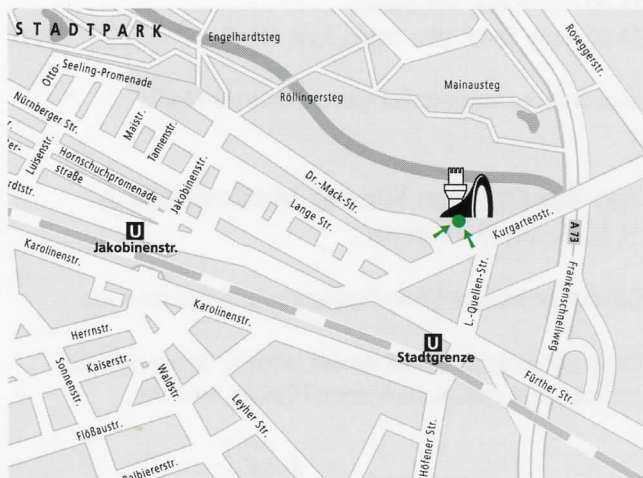 STADTPARK
Engelhardtsteg
Roseggerstr.
Otto-Seeling-Promenade
Röllingersteg
Mainausteg
Nürnberger Str.
Maistr.
Tannenstr.
Luisenstr.
Hornschuchpromenade
straße
Jakobinenstr.
Dr.-Mack-Str.
Lange Str.
Kurgartenstr.
A 73
U
Jakobinenstr.
Karolinenstr.
Karolinenstr.
L.-Quellen-Str.
Frankenschnellweg
U
Stadtgrenze
Herrnstr.
Kaiserstr.
Sonnenstr.
Waldstr.
Leyher Str.
Flößaustr.
Höfener Str.
Fürther Str.